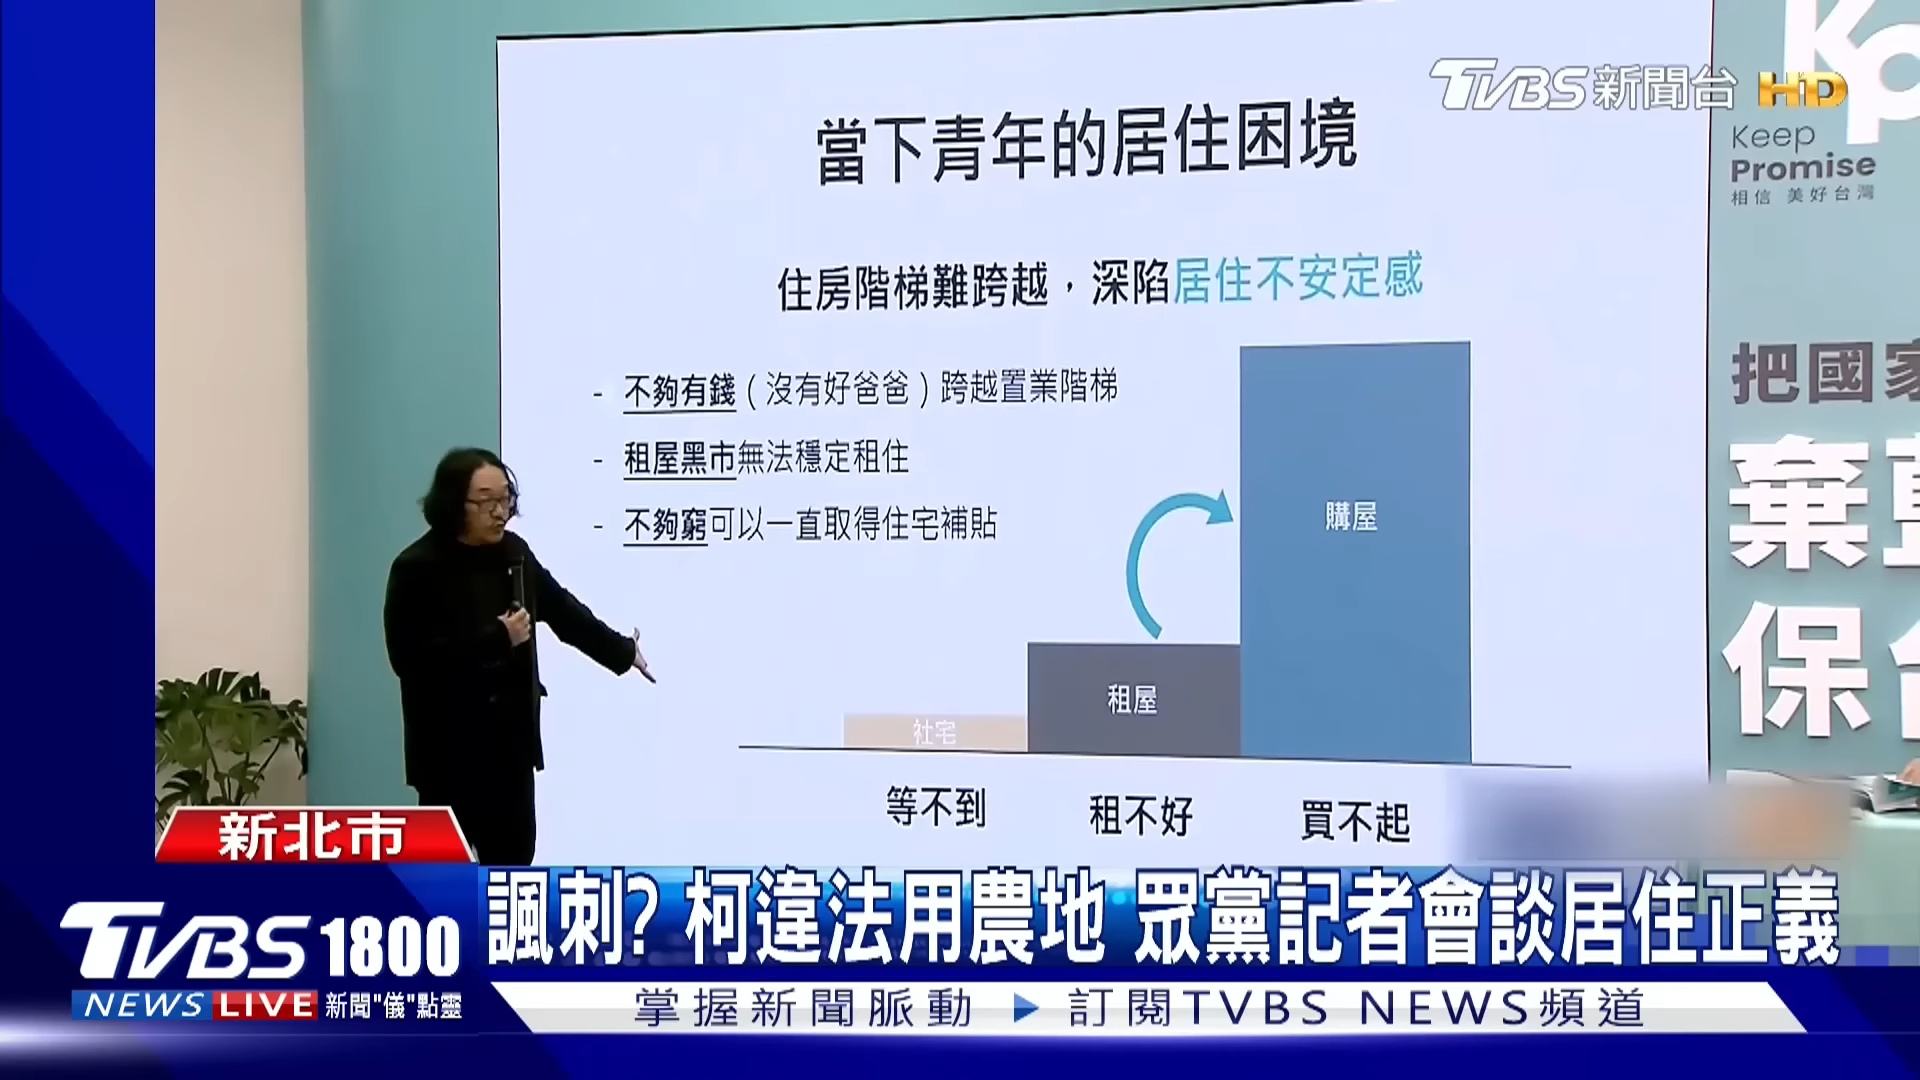 TVBS新聞台 HD
Keep
Promise
相信 美好台灣
當下青年的居住困境
住房階梯難跨越，深陷居住不安定感
- 不夠有錢（沒有好爸爸）跨越置業階梯
- 租屋黑市無法穩定租住
- 不夠窮可以一直取得住宅補貼
購屋
租屋
社宅
等不到 租不好 買不起
把國家
棄
保
新北市
諷刺? 柯違法用農地 眾黨記者會談居住正義
TVBS 1800
NEWS LIVE 新聞"儀"點靈
掌握新聞脈動 ▶ 訂閱TVBS NEWS頻道